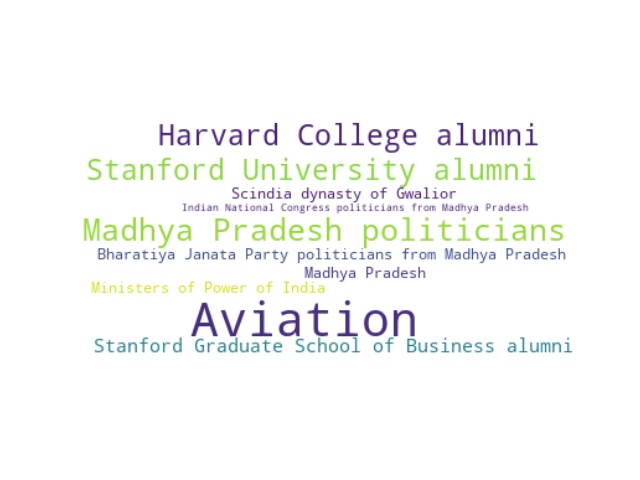 Harvard College alumni
Stanford University alumni
Scindia dynasty of Gwalior
Indian National Congress politicians from Madhya Pradesh
Madhya Pradesh politicians
Bharatiya Janata Party politicians from Madhya Pradesh
Madhya Pradesh
Ministers of Power of India
Aviation
Stanford Graduate School of Business alumni